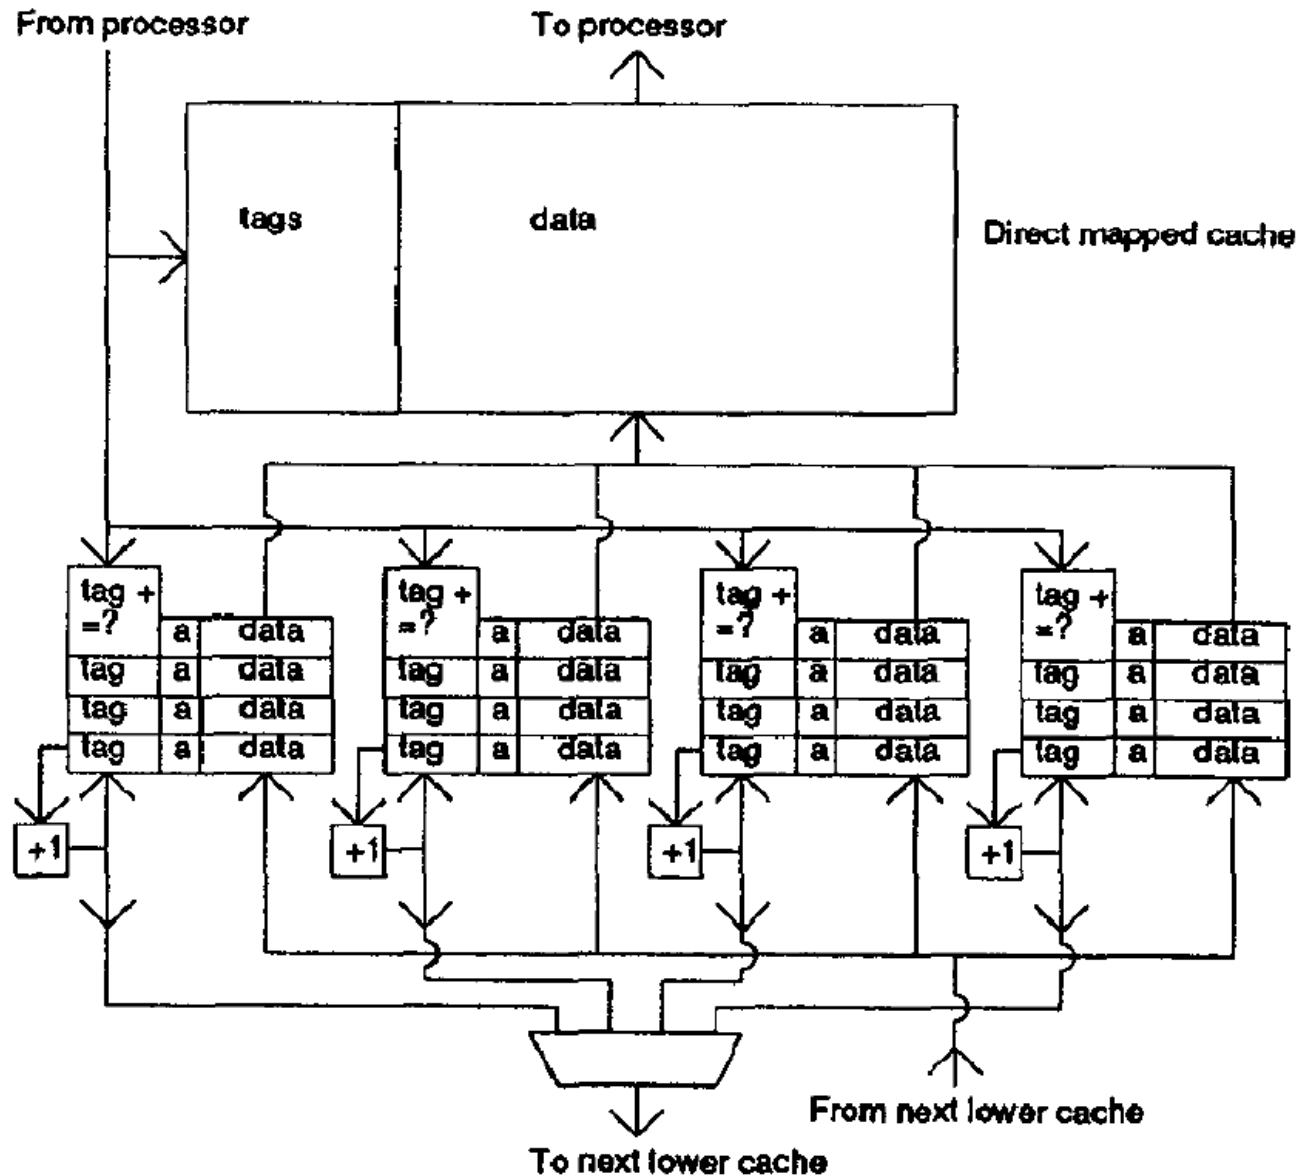 From processor
To processor
tags
data
Direct mapped cache
tag +
=?
a
data
tag
a
data
tag
a
data
tag
a
data
+1
tag +
=?
a
data
tag
a
data
tag
a
data
tag
a
data
+1
tag +
=?
a
data
tag
a
data
tag
a
data
tag
a
data
+1
tag +
=?
a
data
tag
a
data
tag
a
data
tag
a
data
+1
From next lower cache
To next lower cache